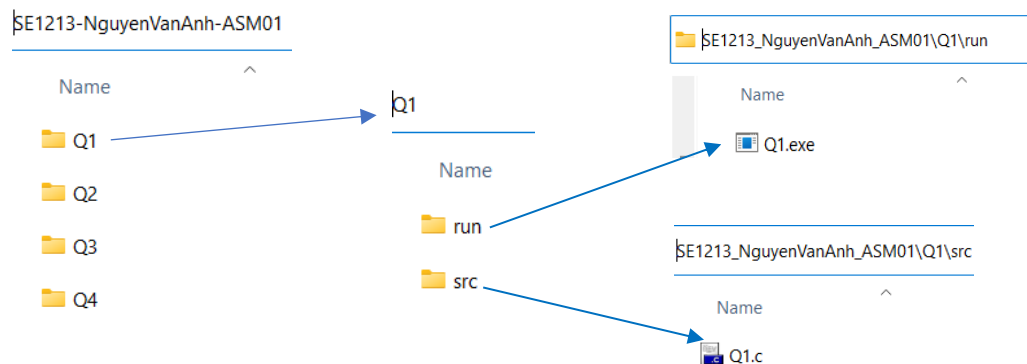 SE1213-NguyenVanAnh-ASM01
Name
Q1
Q2
Q3
Q4
Q1
Name
run
src
SE1213_NguyenVanAnh_ASM01\Q1\run
Name
Q1.exe
SE1213_NguyenVanAnh_ASM01\Q1\src
Name
Q1.c